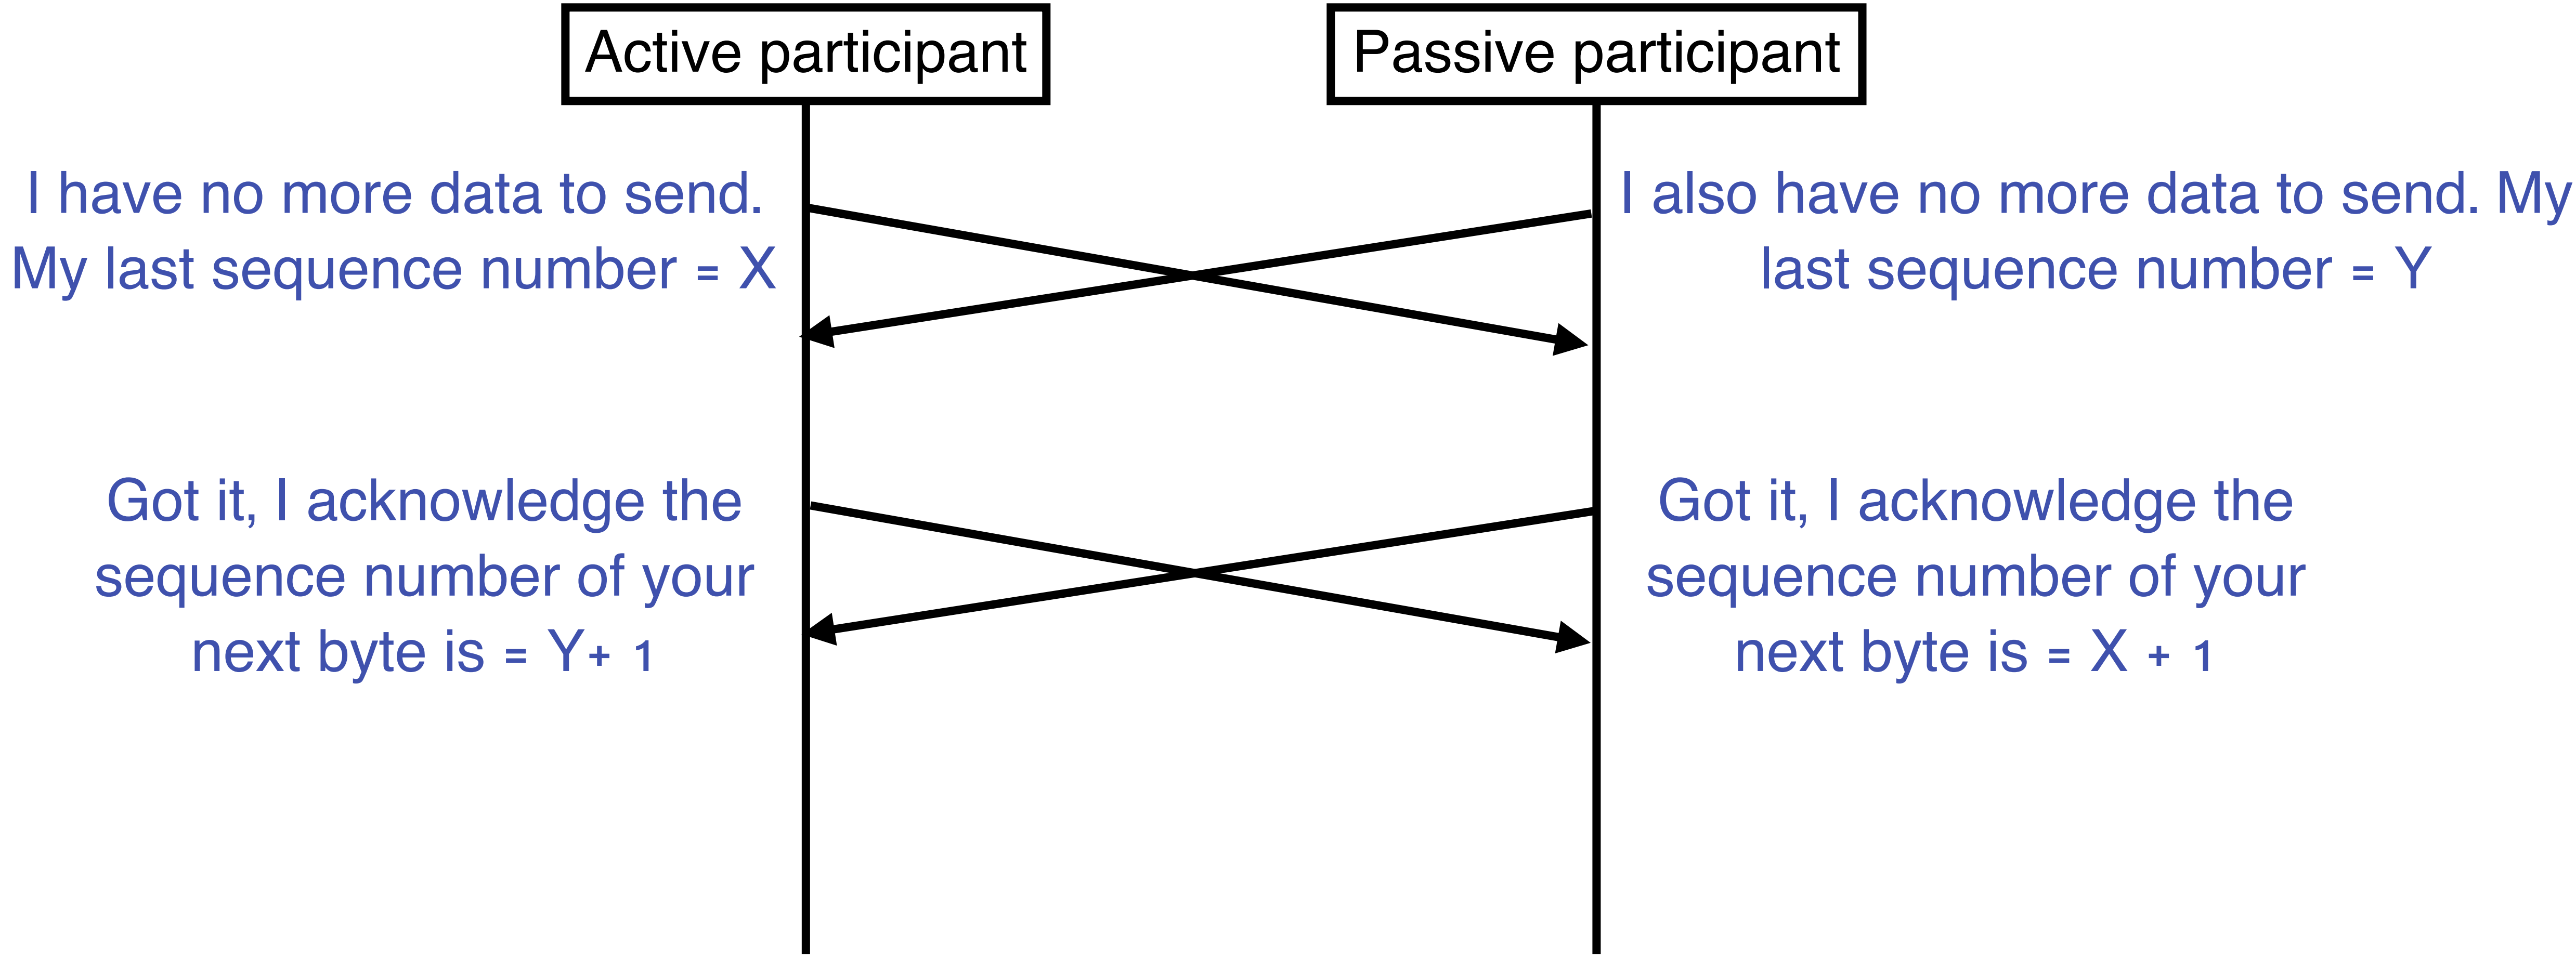 Active participant
Passive participant
I have no more data to send.
My last sequence number = X
I also have no more data to send. My
last sequence number = Y
Got it, I acknowledge the
sequence number of your
next byte is = Y+ 1
Got it, I acknowledge the
sequence number of your
next byte is = X + 1